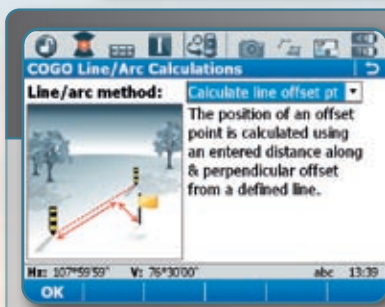 COGO Line/Arc Calculations
Line/arc method: Calculate line offset pt
The position of an offset
point is calculated using
an entered distance along
& perpendicular offset
from a defined line.
Hz: 107°59'59" V: 76°30'00" abc 13:39
OK